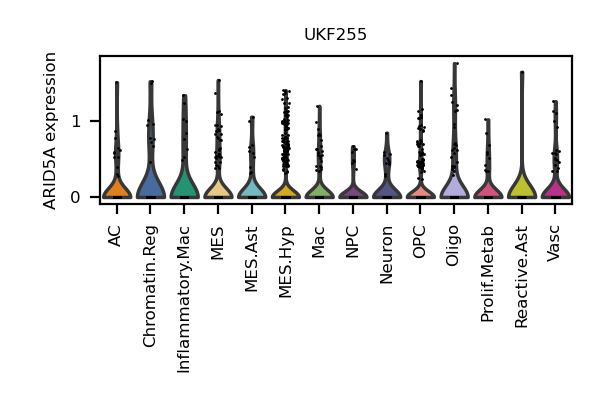 UKF255
ARID5A expression
1
0
AC
Chromatin.Reg
Inflammatory.Mac
MES
MES.Ast
MES.Hyp
Mac
NPC
Neuron
OPC
Oligo
Prolif.Metab
Reactive.Ast
Vasc